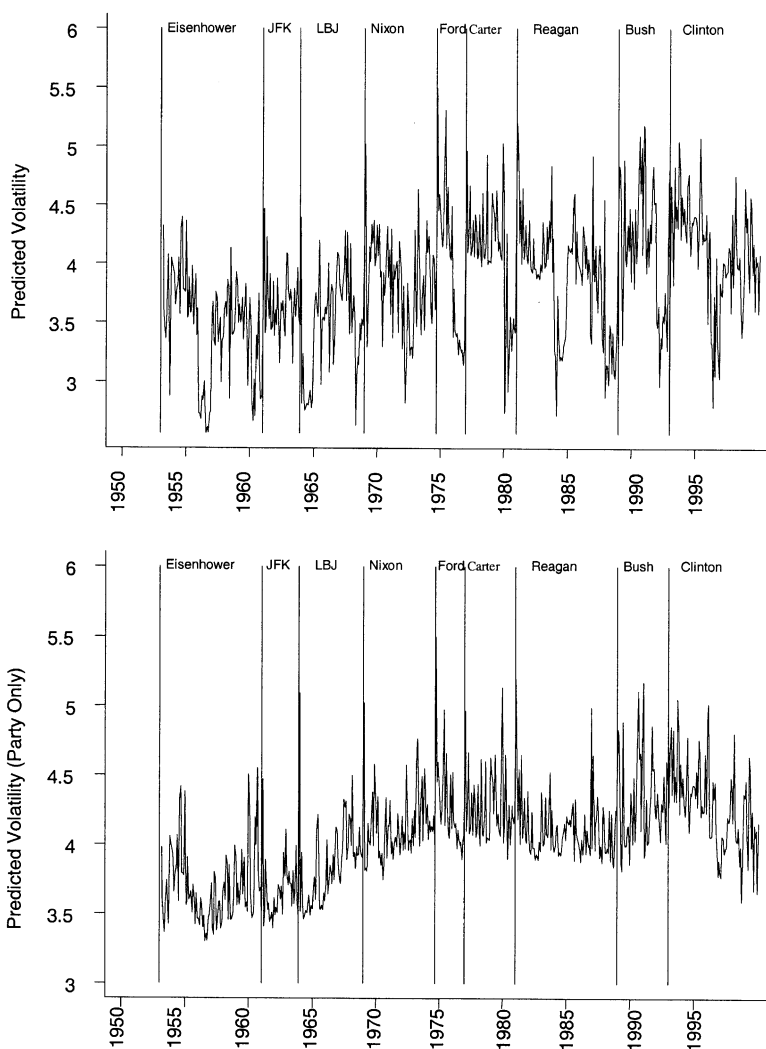 Eisenhower JFK LBJ Nixon Ford Carter Reagan Bush Clinton
6
5.5
5
4.5
4
3.5
3
Predicted Volatility
1950 1955 1960 1965 1970 1975 1980 1985 1990 1995
Eisenhower JFK LBJ Nixon Ford Carter Reagan Bush Clinton
6
5.5
5
4.5
4
3.5
3
Predicted Volatility (Party Only)
1950 1955 1960 1965 1970 1975 1980 1985 1990 1995